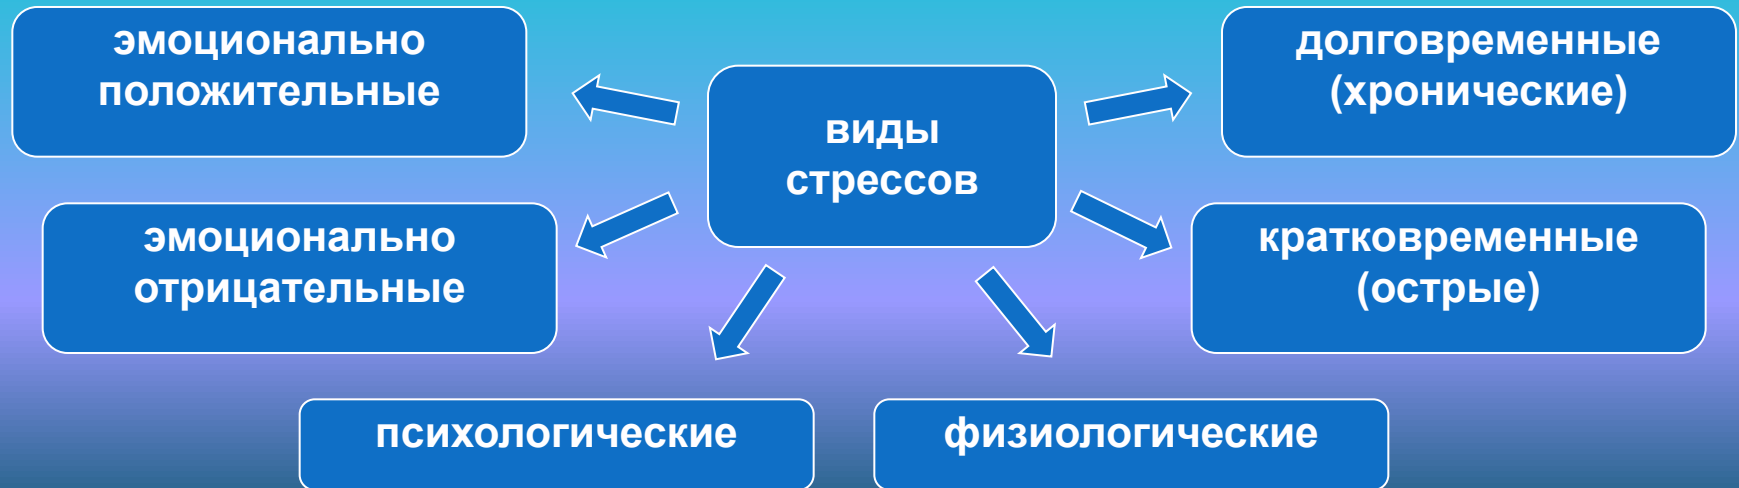 эмоционально
положительные
виды
стрессов
долговременные
(хронические)
эмоционально
отрицательные
кратковременные
(острые)
психологические
физиологические